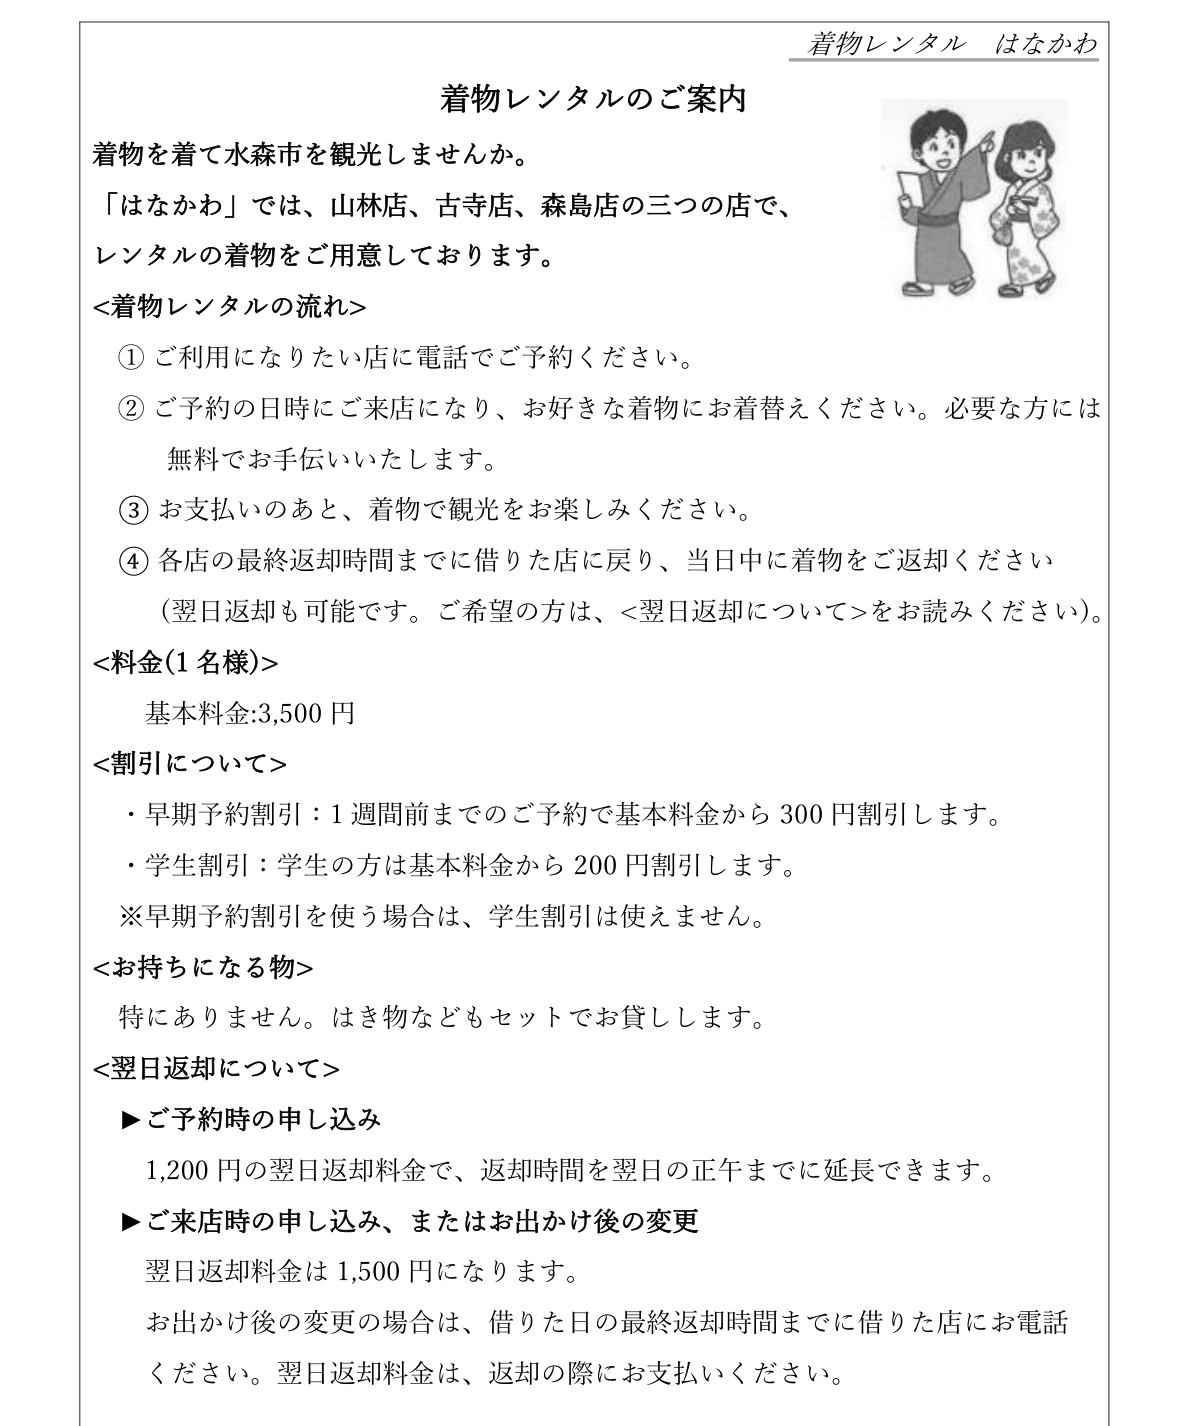 着物レンタル　はなかわ
着物レンタルのご案内
着物を着て水森市を観光しませんか。
「はなかわ」では、山林店、古寺店、森島店の三つの店で、
レンタルの着物をご用意しております。
<着物レンタルの流れ>
① ご利用になりたい店に電話でご予約ください。
② ご予約の日時にご来店になり、お好きな着物にお着替えください。必要な方には
無料でお手伝いいたします。
③ お支払いのあと、着物で観光をお楽しみください。
④ 各店の最終返却時間までに借りた店に戻り、当日中に着物をご返却ください
(翌日返却も可能です。ご希望の方は、<翌日返却について>をお読みください)。
<料金(1 名様)>
基本料金:3,500 円
<割引について>
・早期予約割引：1 週間前までのご予約で基本料金から 300 円割引します。
・学生割引：学生の方は基本料金から 200 円割引します。
※早期予約割引を使う場合は、学生割引は使えません。
<お持ちになる物>
特にありません。はき物などもセットでお貸しします。
<翌日返却について>
►ご予約時の申し込み
1,200 円の翌日返却料金で、返却時間を翌日の正午までに延長できます。
►ご来店時の申し込み、またはお出かけ後の変更
翌日返却料金は 1,500 円になります。
お出かけ後の変更の場合は、借りた日の最終返却時間までに借りた店にお電話
ください。翌日返却料金は、返却の際にお支払いください。